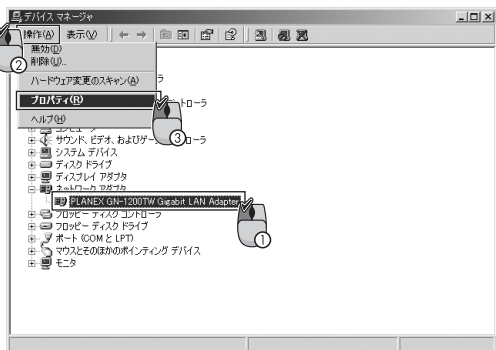 デバイス マネージャ
操作(A) 表示(V)
無効(D)
②
削除(U)...
ハードウェア変更のスキャン(A)
プロパティ(R)
ヘルプ(H)
③
サウンド、ビデオ、およびゲー
ローラ
システム デバイス
ディスク ドライブ
ディスプレイ アダプタ
ネットワーク アダプタ
PLANEX GN-1200TW Gigabit LAN Adapter
①
フロッピー ディスク コントローラ
フロッピー ディスク ドライブ
ポート (COM と LPT)
マウスとそのほかのポインティング デバイス
モニタ